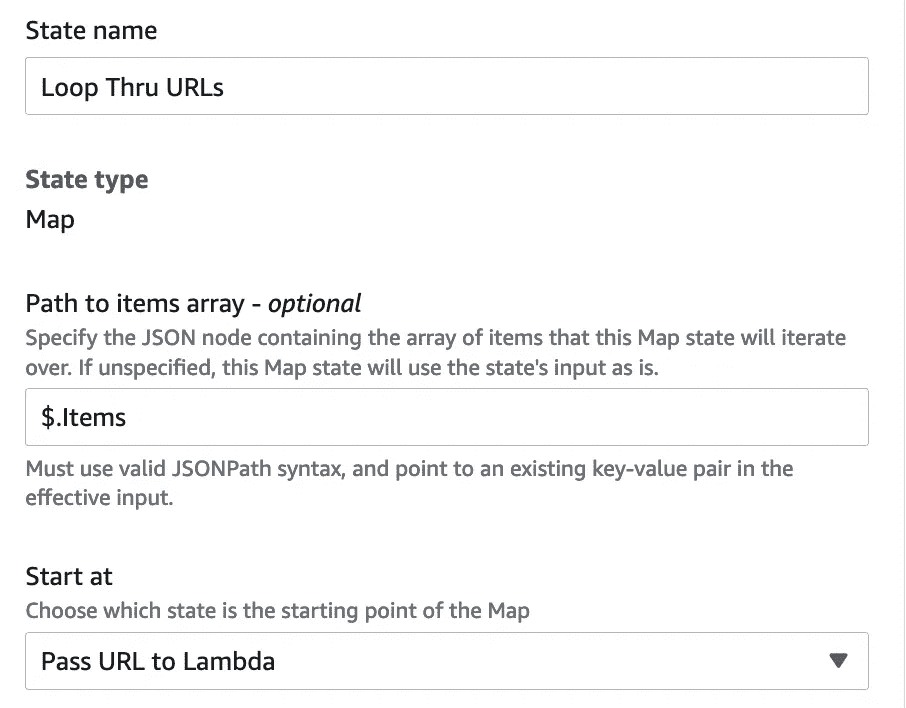 State name
Loop Thru URLs
State type
Map
Path to items array - optional
Specify the JSON node containing the array of items that this Map state will iterate
over. If unspecified, this Map state will use the state's input as is.
$.Items
Must use valid JSONPath syntax, and point to an existing key-value pair in the
effective input.
Start at
Choose which state is the starting point of the Map
Pass URL to Lambda